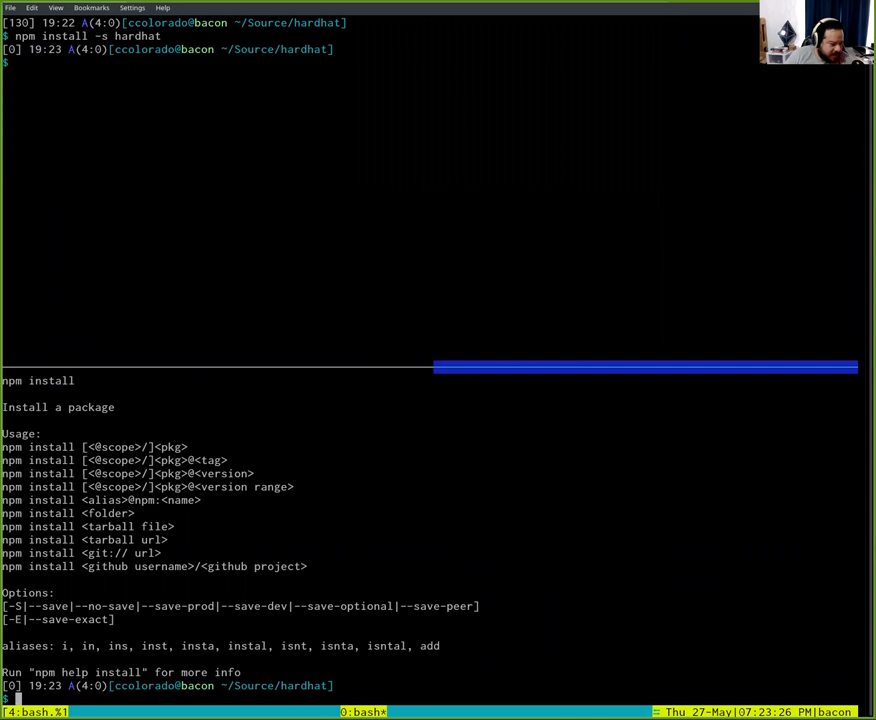 File Edit View Bookmarks Settings Help
[130] 19:22 A(4:0)[ccolorado@bacon ~/Source/hardhat]
$ npm install -s hardhat
[0] 19:23 A(4:0)[ccolorado@bacon ~/Source/hardhat]
$
npm install
Install a package
Usage:
npm install [<@scope>/]<pkg>
npm install [<@scope>/]<pkg>@<tag>
npm install [<@scope>/]<pkg>@<version>
npm install [<@scope>/]<pkg>@<version range>
npm install <alias>@npm:<name>
npm install <folder>
npm install <tarball file>
npm install <tarball url>
npm install <git:// url>
npm install <github username>/<github project>
Options:
[-S|--save|--no-save|--save-prod|--save-dev|--save-optional|--save-peer]
[-E|--save-exact]
aliases: i, in, ins, inst, insta, instal, isnt, isnta, isntal, add
Run "npm help install" for more info
[0] 19:23 A(4:0)[ccolorado@bacon ~/Source/hardhat]
$
[4:bash.%1 0:bash* = Thu 27-May|07:23:26 PM|bacon